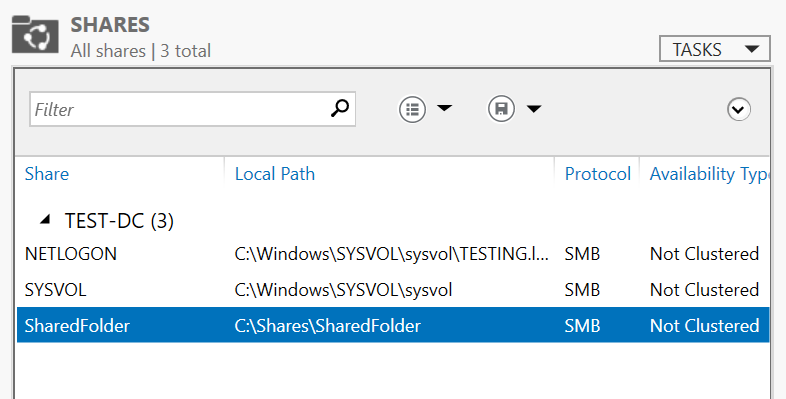 SHARES
All shares | 3 total
TASKS
Filter
Share Local Path Protocol Availability Type
TEST-DC (3)
NETLOGON C:\Windows\SYSVOL\sysvol\TESTING.l... SMB Not Clustered
SYSVOL C:\Windows\SYSVOL\sysvol SMB Not Clustered
SharedFolder C:\Shares\SharedFolder SMB Not Clustered